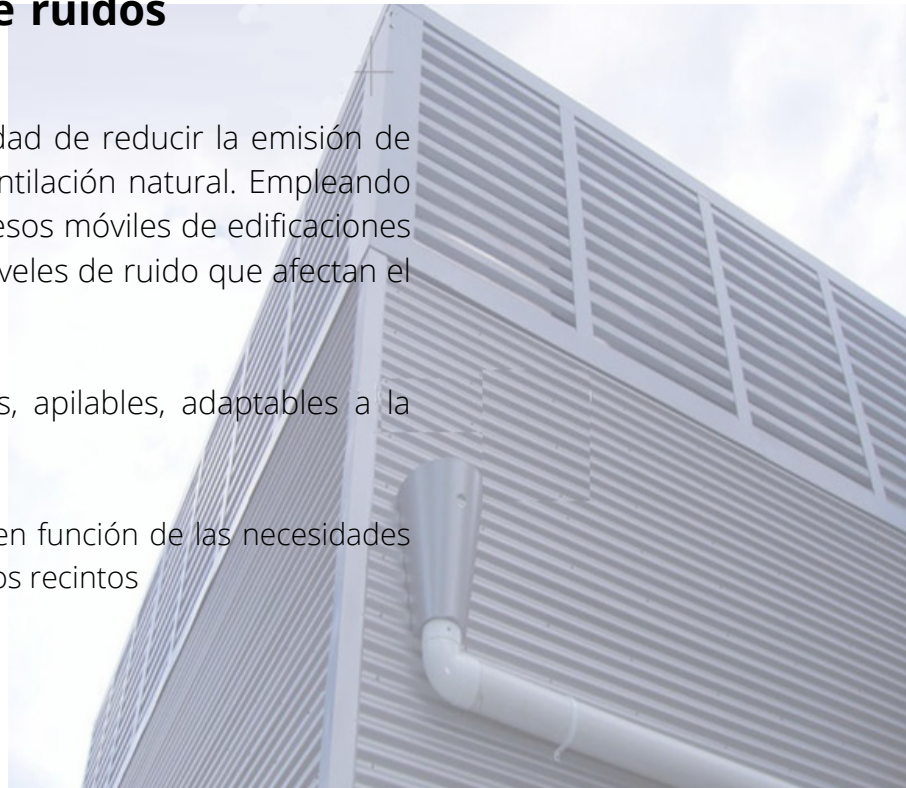 e ruidos
dad de reducir la emisión de
ntilación natural. Empleando
esos móviles de edificaciones
veles de ruido que afectan el
s, apilables, adaptables a la
en función de las necesidades
os recintos